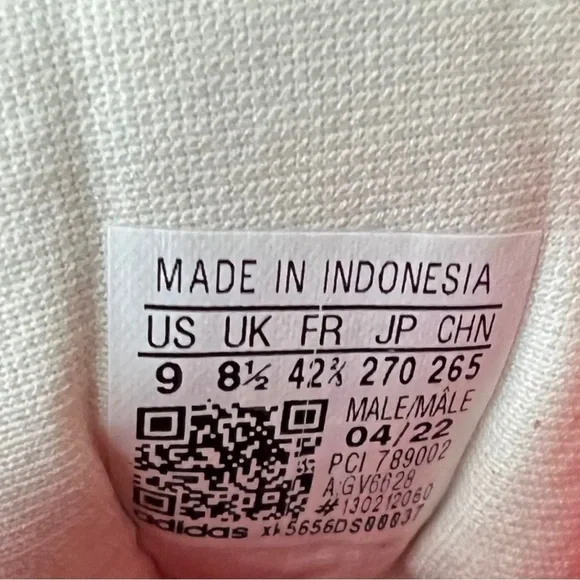 MADE IN INDONESIA
US UK FR JP CHN
9 8½ 42⅔ 270 265
MALE/MÂLE
04/22
PCI 789002
A:GV6628
#130212060
adidas xk5656DS00037